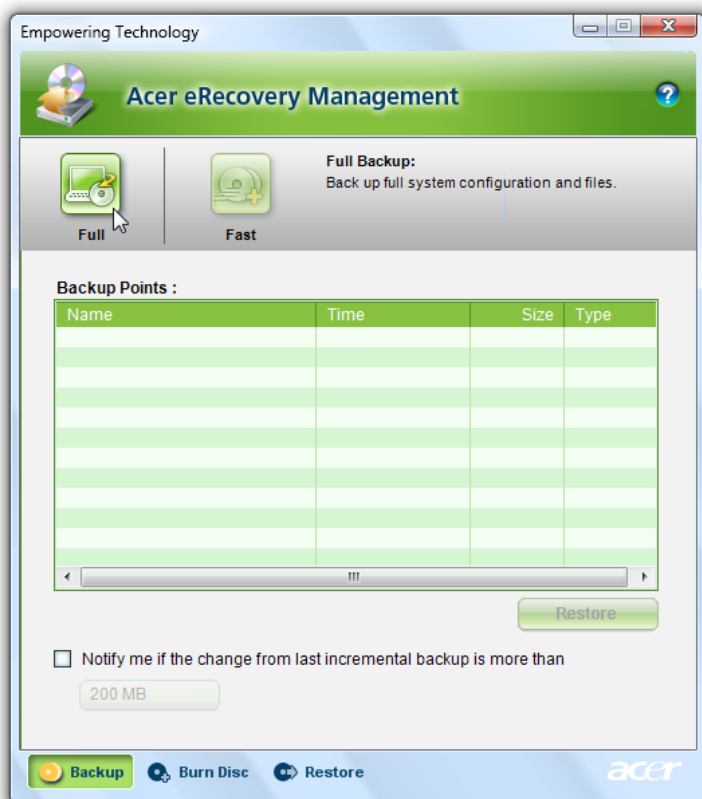 Empowering Technology
Acer eRecovery Management
?
Full Backup:
Back up full system configuration and files.
Full
Fast
Backup Points :
Name Time Size Type
Restore
Notify me if the change from last incremental backup is more than
200 MB
Backup Burn Disc Restore
acer